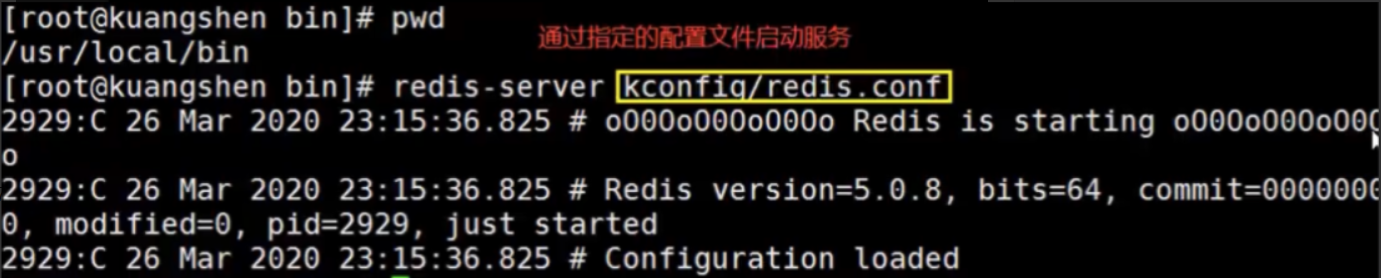 [root@kuangshen bin]# pwd
通过指定的配置文件启动服务
/usr/local/bin
[root@kuangshen bin]# redis-server kconfig/redis.conf
2929:C 26 Mar 2020 23:15:36.825 # oO0OoO0OoO0Oo Redis is starting oO0OoO0OoO0O
o
2929:C 26 Mar 2020 23:15:36.825 # Redis version=5.0.8, bits=64, commit=0000000
0, modified=0, pid=2929, just started
2929:C 26 Mar 2020 23:15:36.825 # Configuration loaded